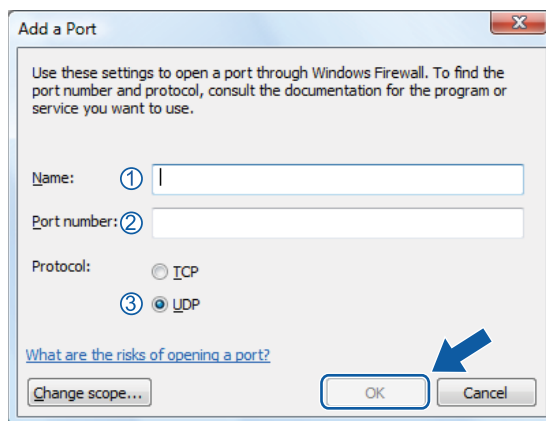 Add a Port
Use these settings to open a port through Windows Firewall. To find the
port number and protocol, consult the documentation for the program or
service you want to use.
Name: ①
Port number: ②
Protocol: TCP
③ UDP
What are the risks of opening a port?
Change scope... OK Cancel